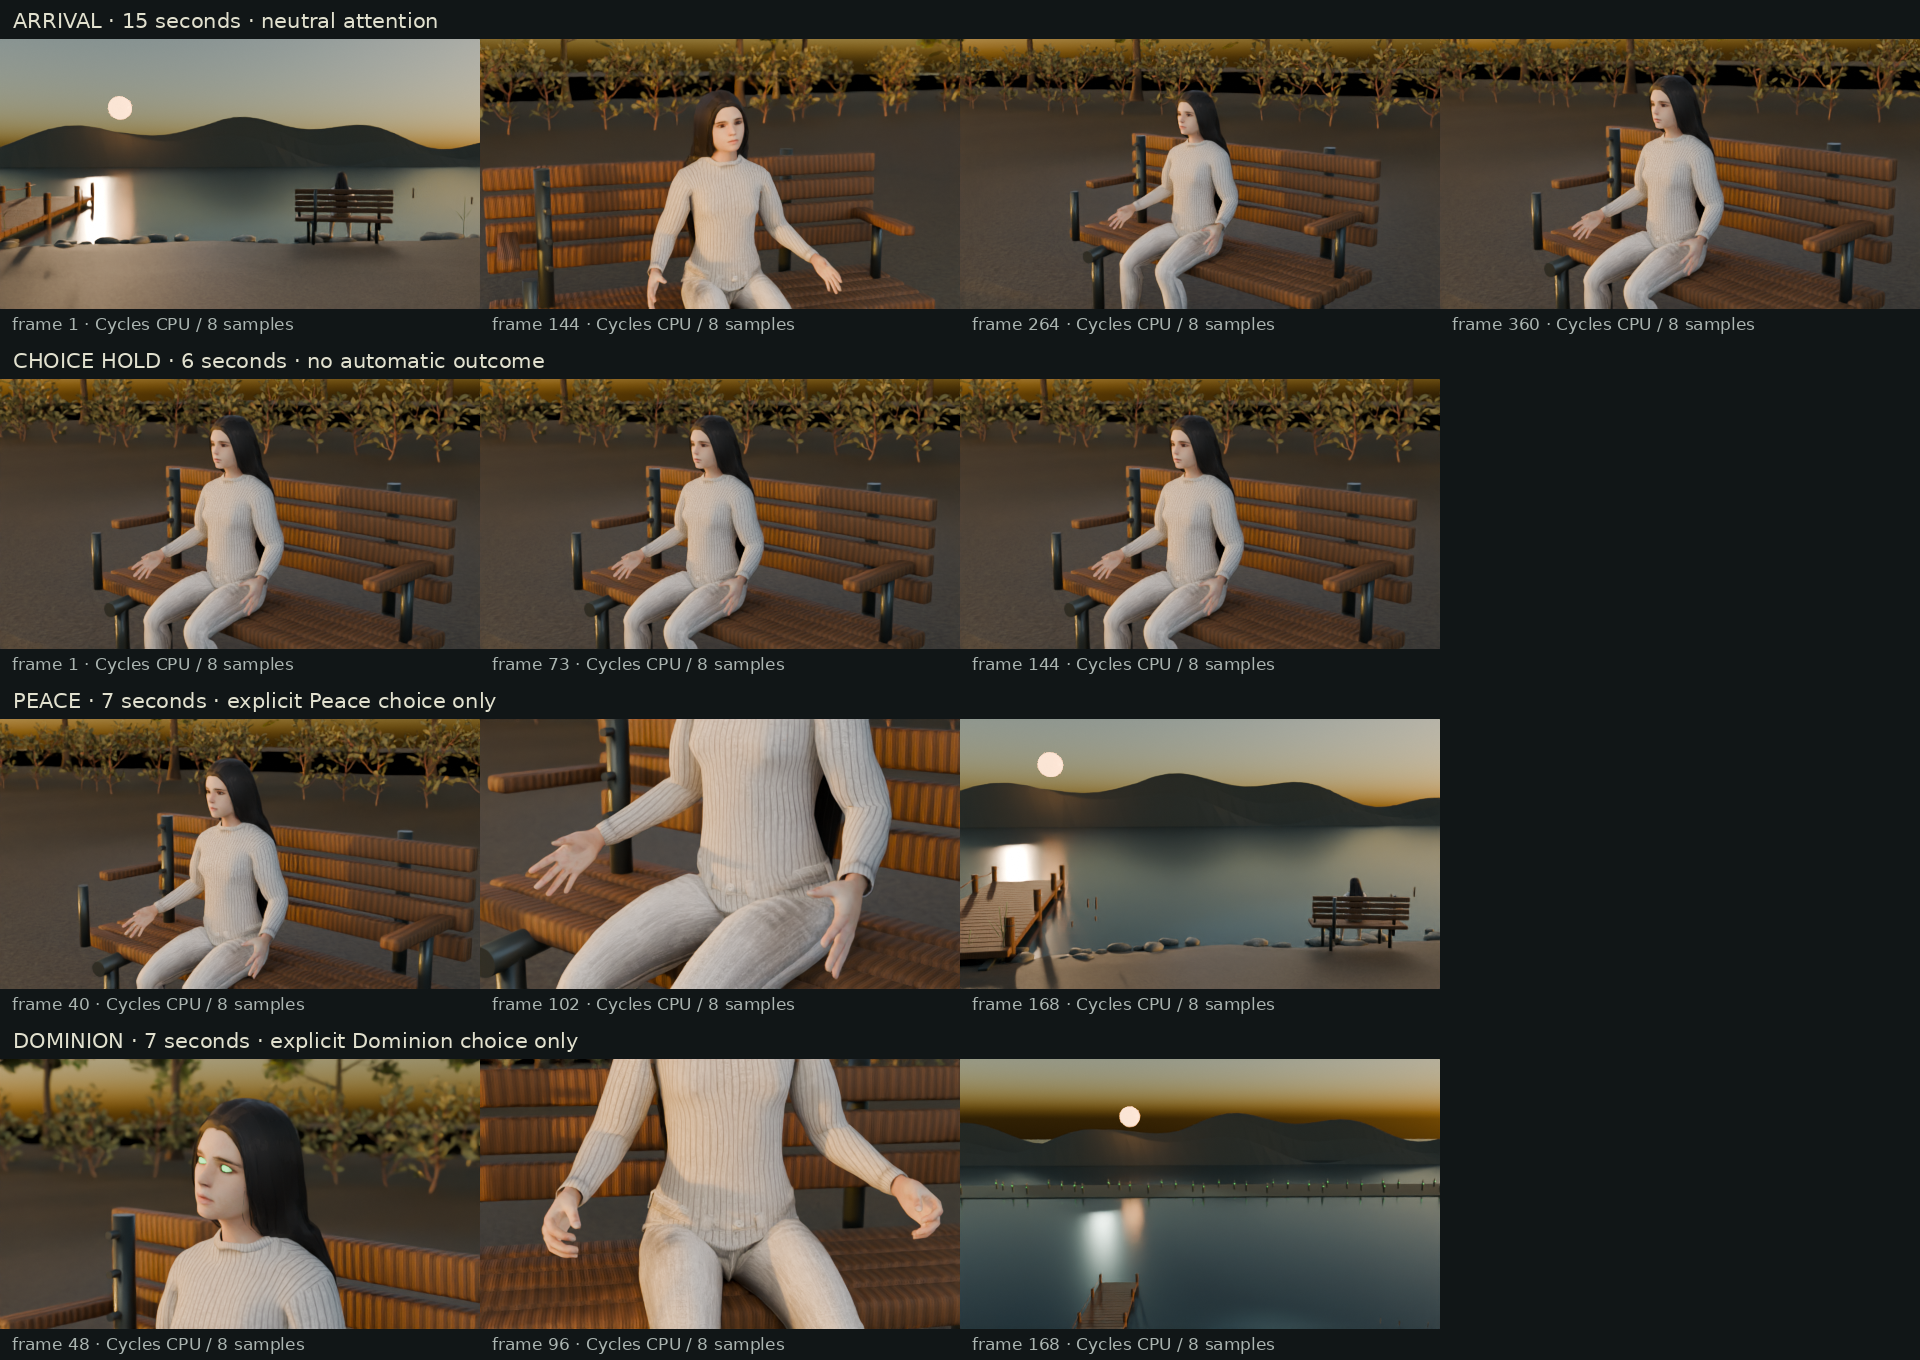 ARRIVAL · 15 seconds · neutral attention
frame 1 · Cycles CPU / 8 samples
frame 144 · Cycles CPU / 8 samples
frame 264 · Cycles CPU / 8 samples
frame 360 · Cycles CPU / 8 samples
CHOICE HOLD · 6 seconds · no automatic outcome
frame 1 · Cycles CPU / 8 samples
frame 73 · Cycles CPU / 8 samples
frame 144 · Cycles CPU / 8 samples
PEACE · 7 seconds · explicit Peace choice only
frame 40 · Cycles CPU / 8 samples
frame 102 · Cycles CPU / 8 samples
frame 168 · Cycles CPU / 8 samples
DOMINION · 7 seconds · explicit Dominion choice only
frame 48 · Cycles CPU / 8 samples
frame 96 · Cycles CPU / 8 samples
frame 168 · Cycles CPU / 8 samples